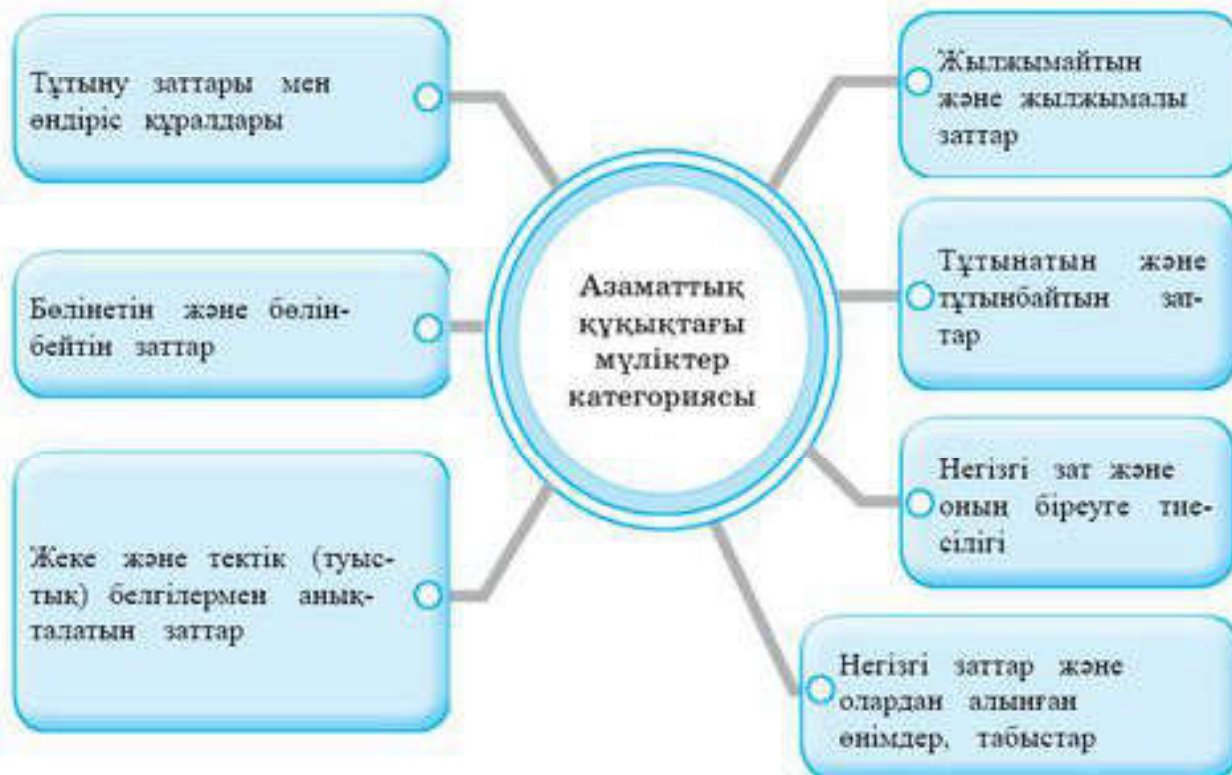 Тұтыну заттары мен
өндіріс құралдары
Бөлінетін және бөлін-
бейтін заттар
Жеке және тектік (туыс-
тық) белгілермен анық-
талатын заттар
Азаматтық
құқықтағы
мүліктер
категориясы
Жылжымайтын
және жылжымалы
заттар
Тұтынатын және
тұтынбайтын зат-
тар
Негізгі зат және
оның біреуге тие-
сілігі
Негізгі заттар және
олардан алынған
өнімдер, табыстар